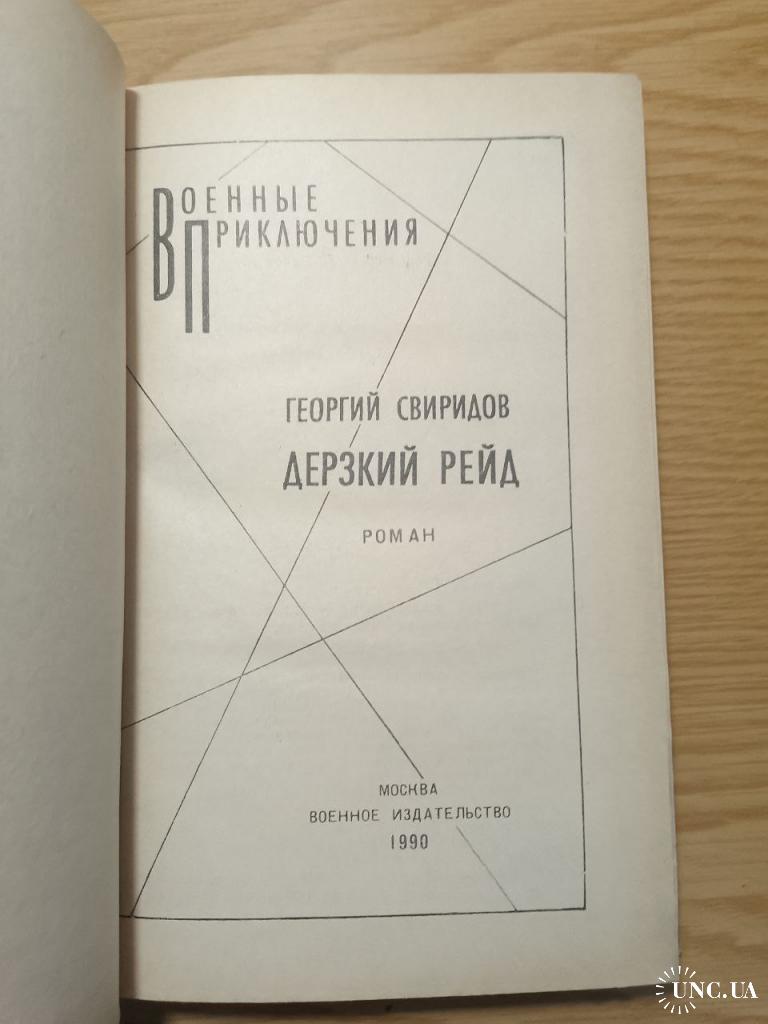 ВОЕННЫЕ
ПРИКЛЮЧЕНИЯ
ГЕОРГИЙ СВИРИДОВ
ДЕРЗКИЙ РЕЙД
РОМАН
МОСКВА
ВОЕННОЕ ИЗДАТЕЛЬСТВО
1990
UNC.UA